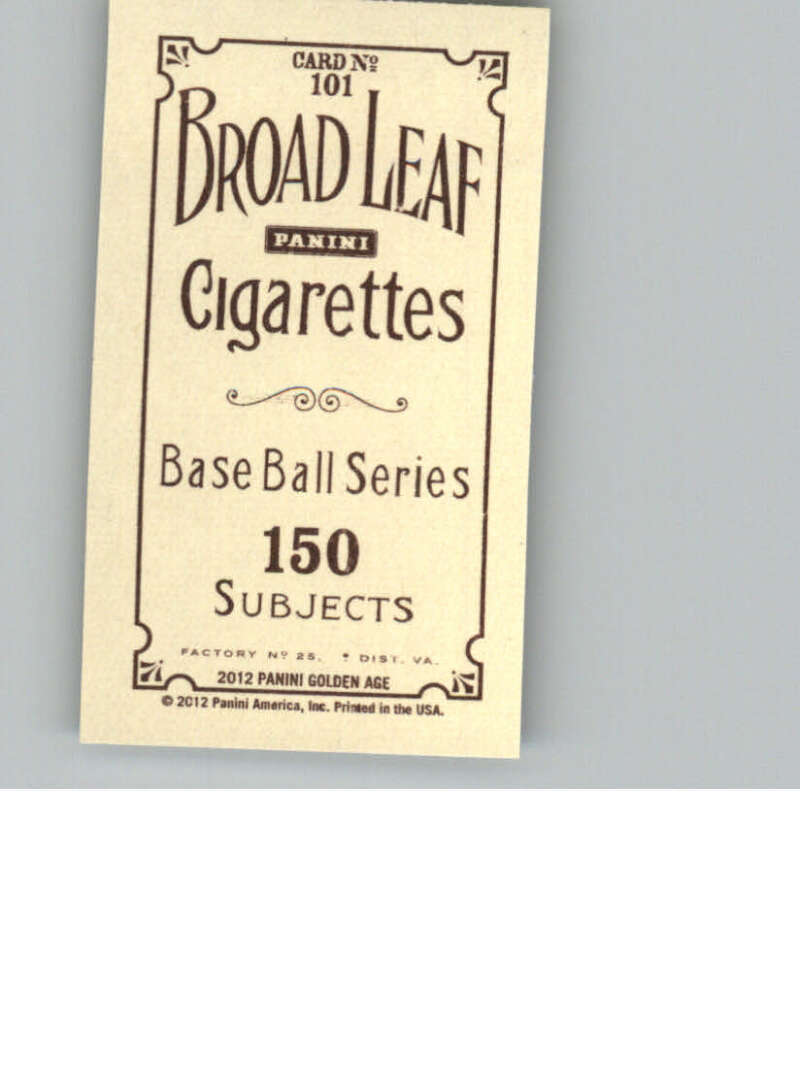 CARD Nº
101
BROAD LEAF
PANINI
Cigarettes
Base Ball Series
150
SUBJECTS
FACTORY Nº 25. • DIST. VA.
2012 PANINI GOLDEN AGE
© 2012 Panini America, Inc. Printed in the USA.